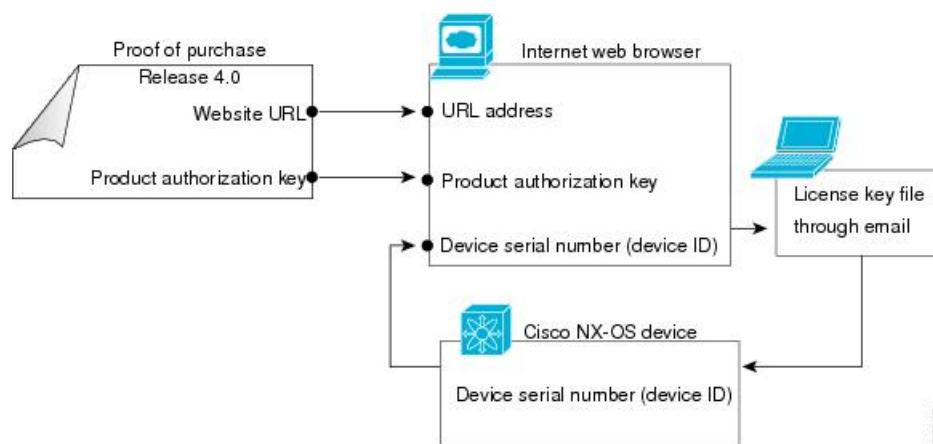 Proof of purchase
Release 4.0
Website URL
Product authorization key
Internet web browser
URL address
Product authorization key
Device serial number (device ID)
License key file
through email
Cisco NX-OS device
Device serial number (device ID)